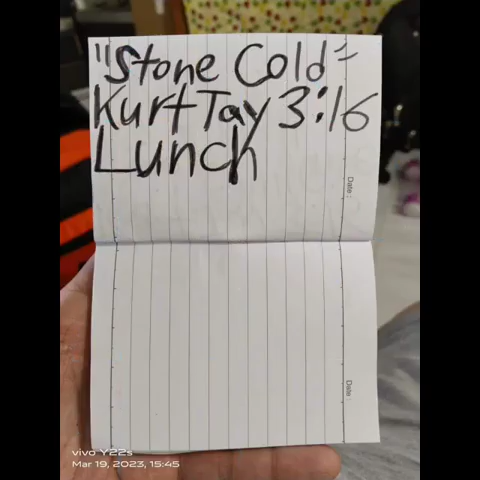 "Stone Cold"
Kurt Tay 3:16
Lunch
Date :
Date :
vivo Y22s
Mar 19, 2023, 15:45